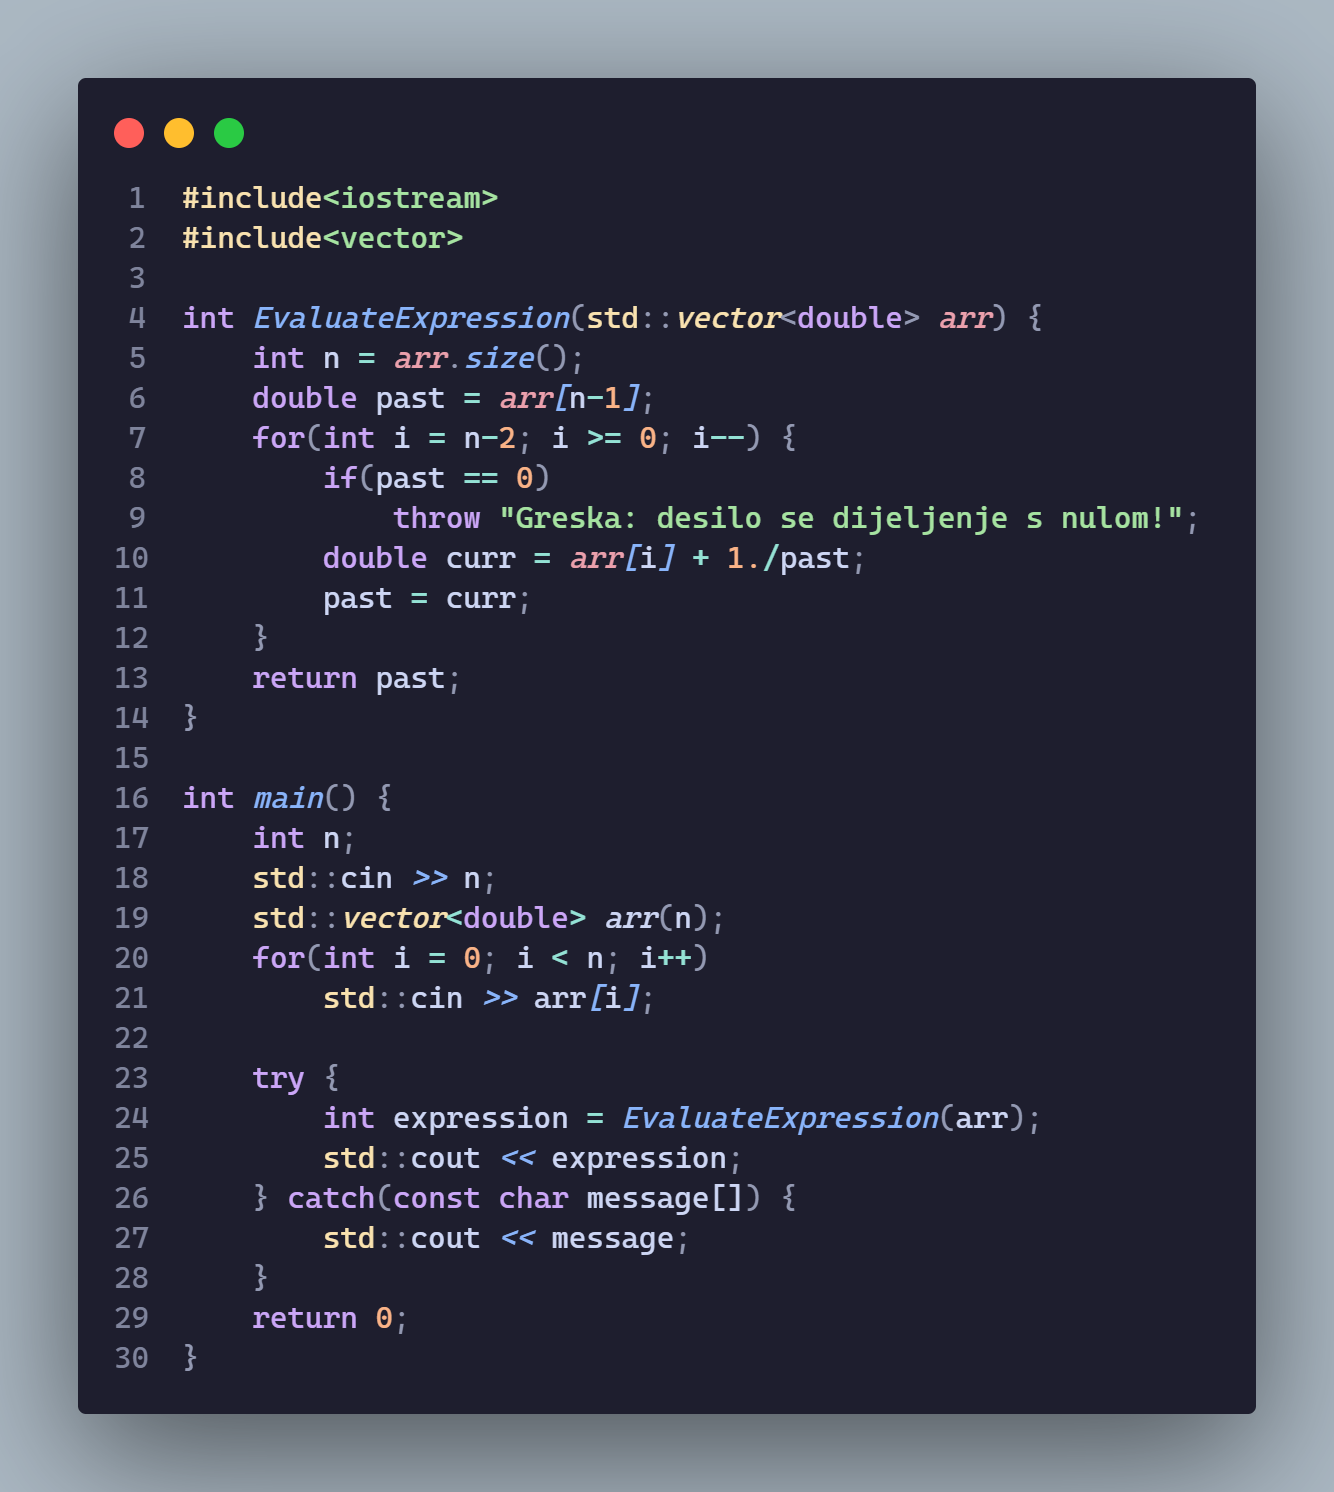 1 #include<iostream>
2 #include<vector>
3
4 int EvaluateExpression(std::vector<double> arr) {
5     int n = arr.size();
6     double past = arr[n-1];
7     for(int i = n-2; i >= 0; i--) {
8         if(past == 0)
9             throw "Greska: desilo se dijeljenje s nulom!";
10         double curr = arr[i] + 1./past;
11         past = curr;
12     }
13     return past;
14 }
15
16 int main() {
17     int n;
18     std::cin >> n;
19     std::vector<double> arr(n);
20     for(int i = 0; i < n; i++)
21         std::cin >> arr[i];
22
23     try {
24         int expression = EvaluateExpression(arr);
25         std::cout << expression;
26     } catch(const char message[]) {
27         std::cout << message;
28     }
29     return 0;
30 }